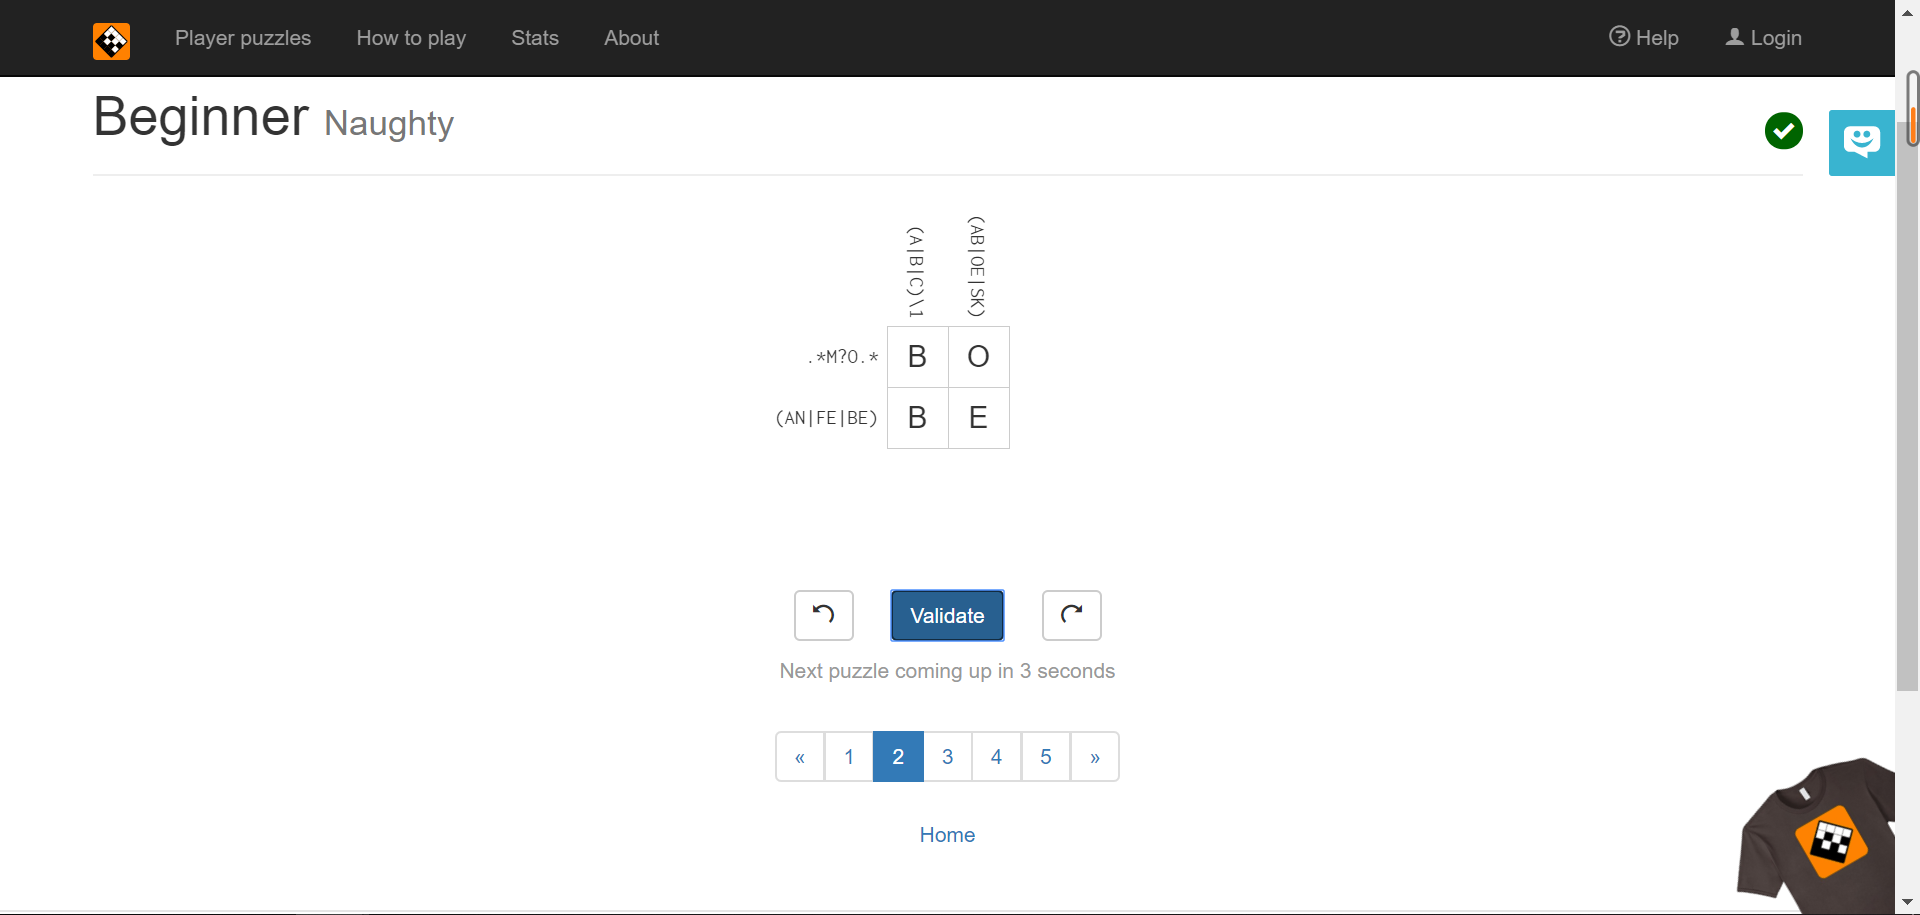 Player puzzles How to play Stats About Help Login
Beginner Naughty
(A|B|C)\1
(AB|OE|SK)
.*M?O.* B O
(AN|FE|BE) B E
Validate
Next puzzle coming up in 3 seconds
« 1 2 3 4 5 »
Home